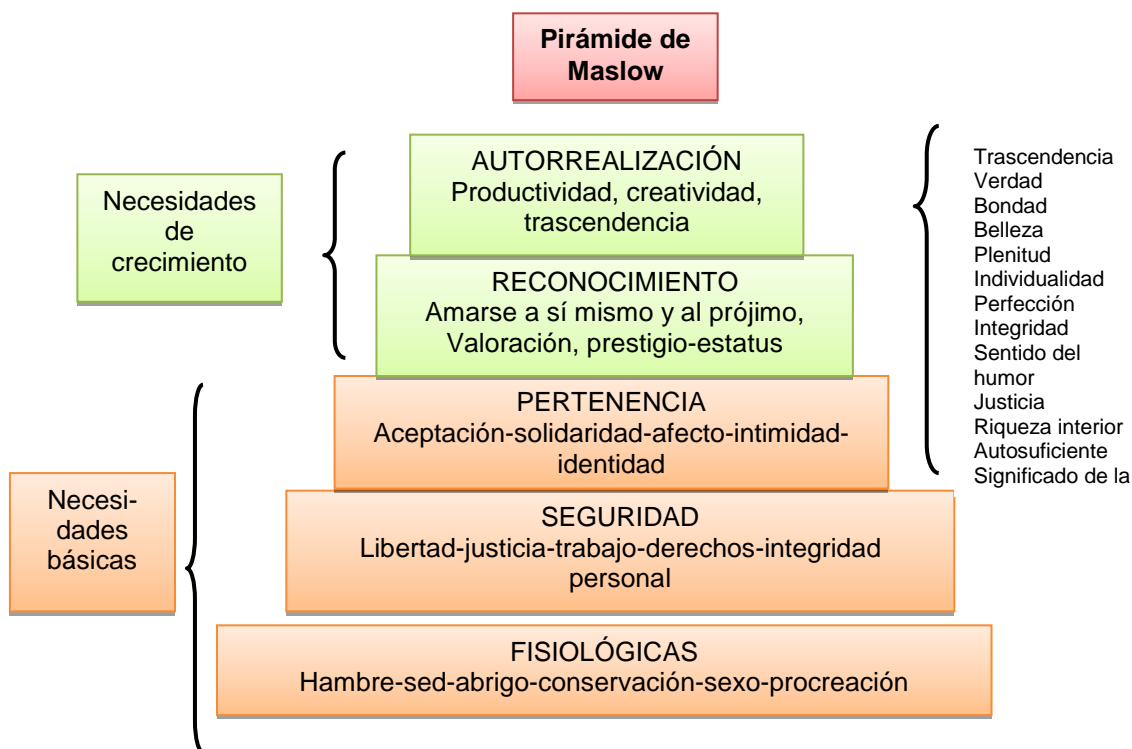 Pirámide de
Maslow
Necesidades
de
crecimiento
AUTORREALIZACIÓN
Productividad, creatividad,
trascendencia
RECONOCIMIENTO
Amarse a sí mismo y al prójimo,
Valoración, prestigio-estatus
Necesi-
dades
básicas
PERTENENCIA
Aceptación-solidaridad-afecto-intimidad-
identidad
SEGURIDAD
Libertad-justicia-trabajo-derechos-integridad
personal
FISIOLÓGICAS
Hambre-sed-abrigo-conservación-sexo-procreación
Trascendencia
Verdad
Bondad
Belleza
Plenitud
Individualidad
Perfección
Integridad
Sentido del
humor
Justicia
Riqueza interior
Autosuficiente
Significado de la